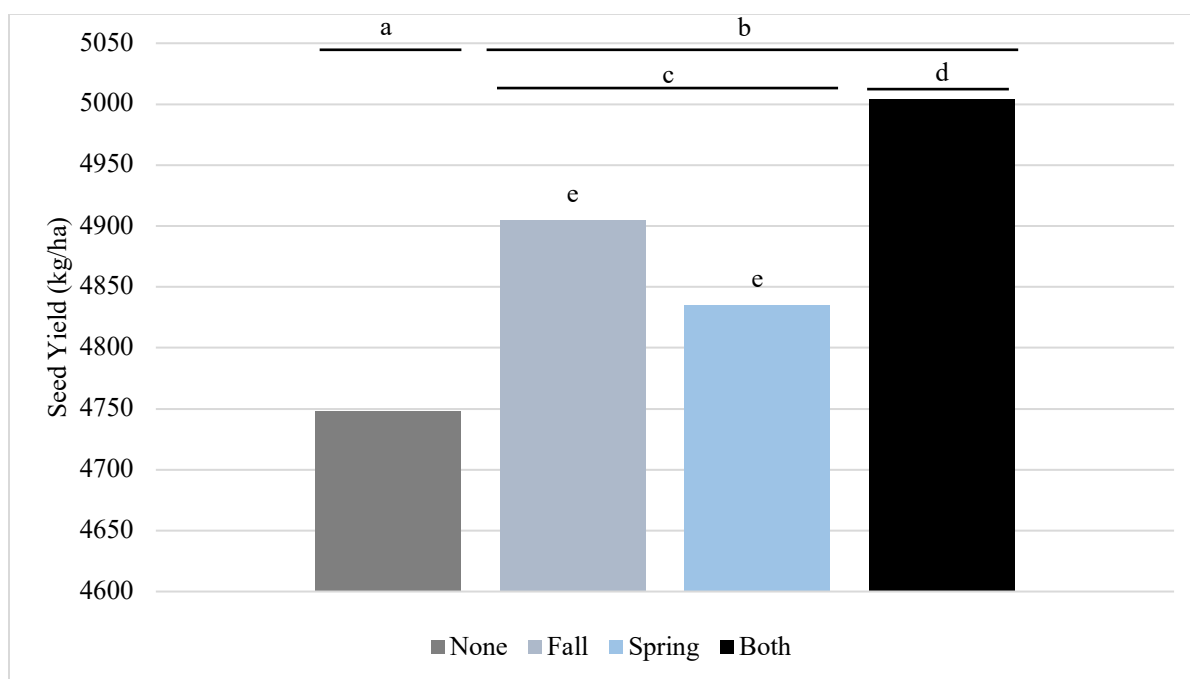 a
b
5050
c
d
5000
4950
e
4900
e
4850
4800
4750
4700
4650
4600
Seed Yield (kg/ha)
None Fall Spring Both